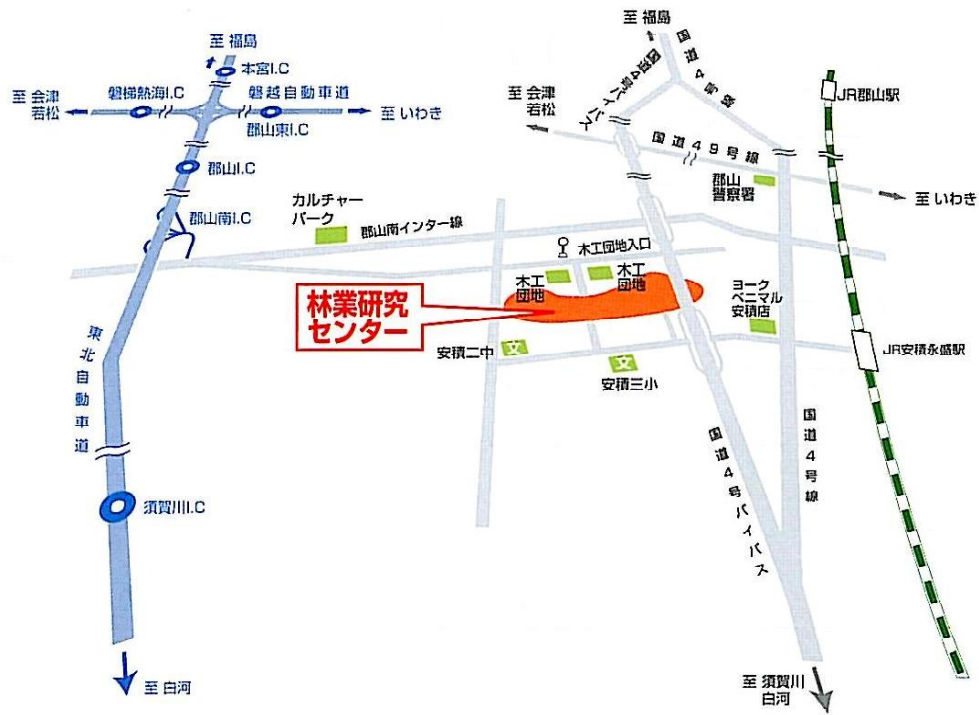 至 福島
本宮I.C
至 会津
若松
磐梯熱海I.C
磐越自動車道
至 いわき
郡山東I.C
郡山I.C
郡山南I.C
カルチャー
パーク
郡山南インター線
木工団地入口
木工
団地
木工
団地
林業研究
センター
安積二中
文
文
安積三小
東北自動車道
須賀川I.C
至 白河
至 福島
国道4号バイパス
国道4号線
至 会津
若松
国道49号線
郡山
警察署
至 いわき
JR郡山駅
ヨーク
ベニマル
安積店
JR安積永盛駅
国道4号バイパス
国道4号線
至 須賀川
白河